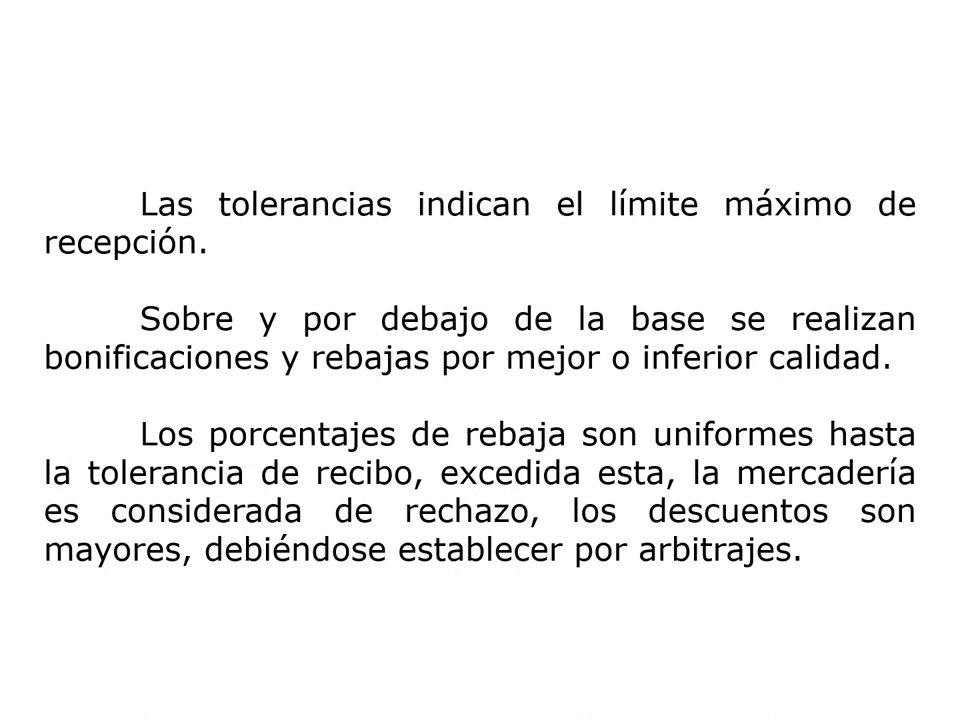 Las tolerancias indican el límite máximo de
recepción.
Sobre y por debajo de la base se realizan
bonificaciones y rebajas por mejor o inferior calidad.
Los porcentajes de rebaja son uniformes hasta
la tolerancia de recibo, excedida esta, la mercadería
es considerada de rechazo, los descuentos son
mayores, debiéndose establecer por arbitrajes.